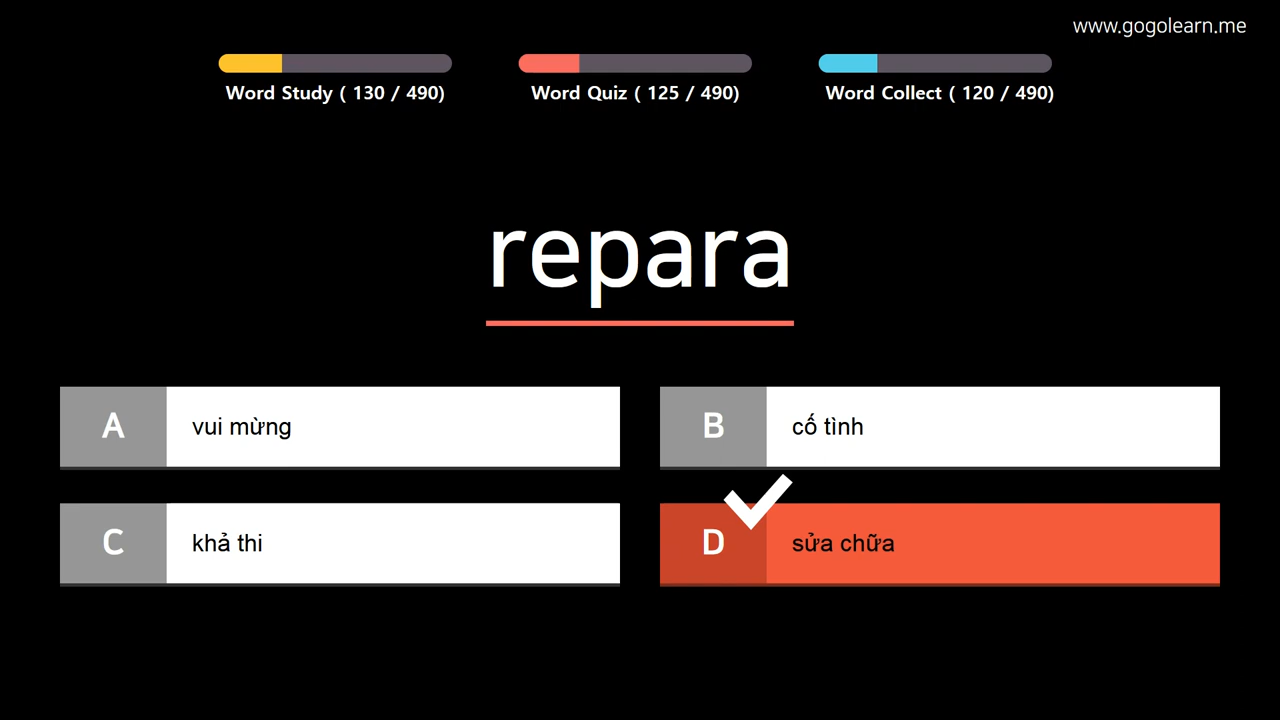 www.gogolearn.me
Word Study ( 130 / 490)
Word Quiz ( 125 / 490)
Word Collect ( 120 / 490)
repara
A vui mừng
B cố tình
C khả thi
D sửa chữa